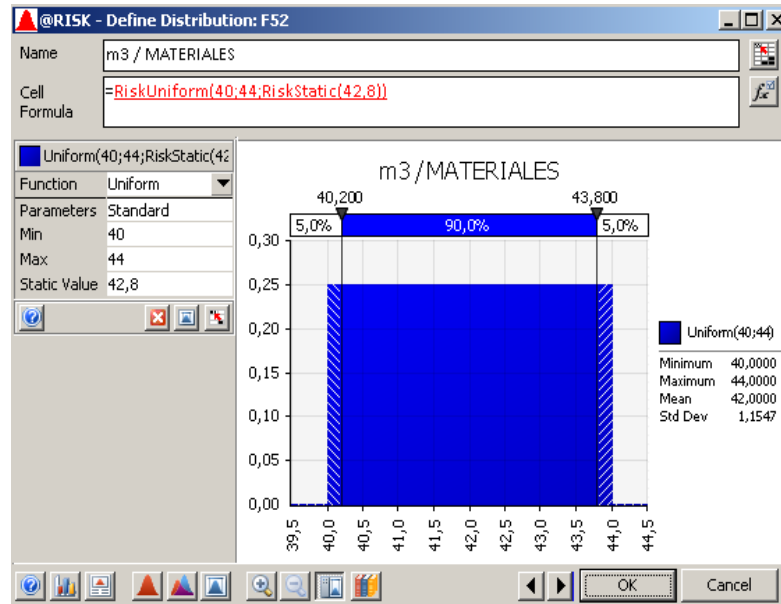 @RISK - Define Distribution: F52
Name
m3 / MATERIALES
Cell Formula
=RiskUniform(40;44;RiskStatic(42,8))
Uniform(40;44;RiskStatic(42
Function Uniform
Parameters Standard
Min 40
Max 44
Static Value 42,8
m3/MATERIALES
40,200 43,800
5,0% 90,0% 5,0%
0,30
0,25
0,20
0,15
0,10
0,05
0,00
39,5 40,0 40,5 41,0 41,5 42,0 42,5 43,0 43,5 44,0 44,5
Uniform(40;44)
Minimum 40,0000
Maximum 44,0000
Mean 42,0000
Std Dev 1,1547
OK Cancel